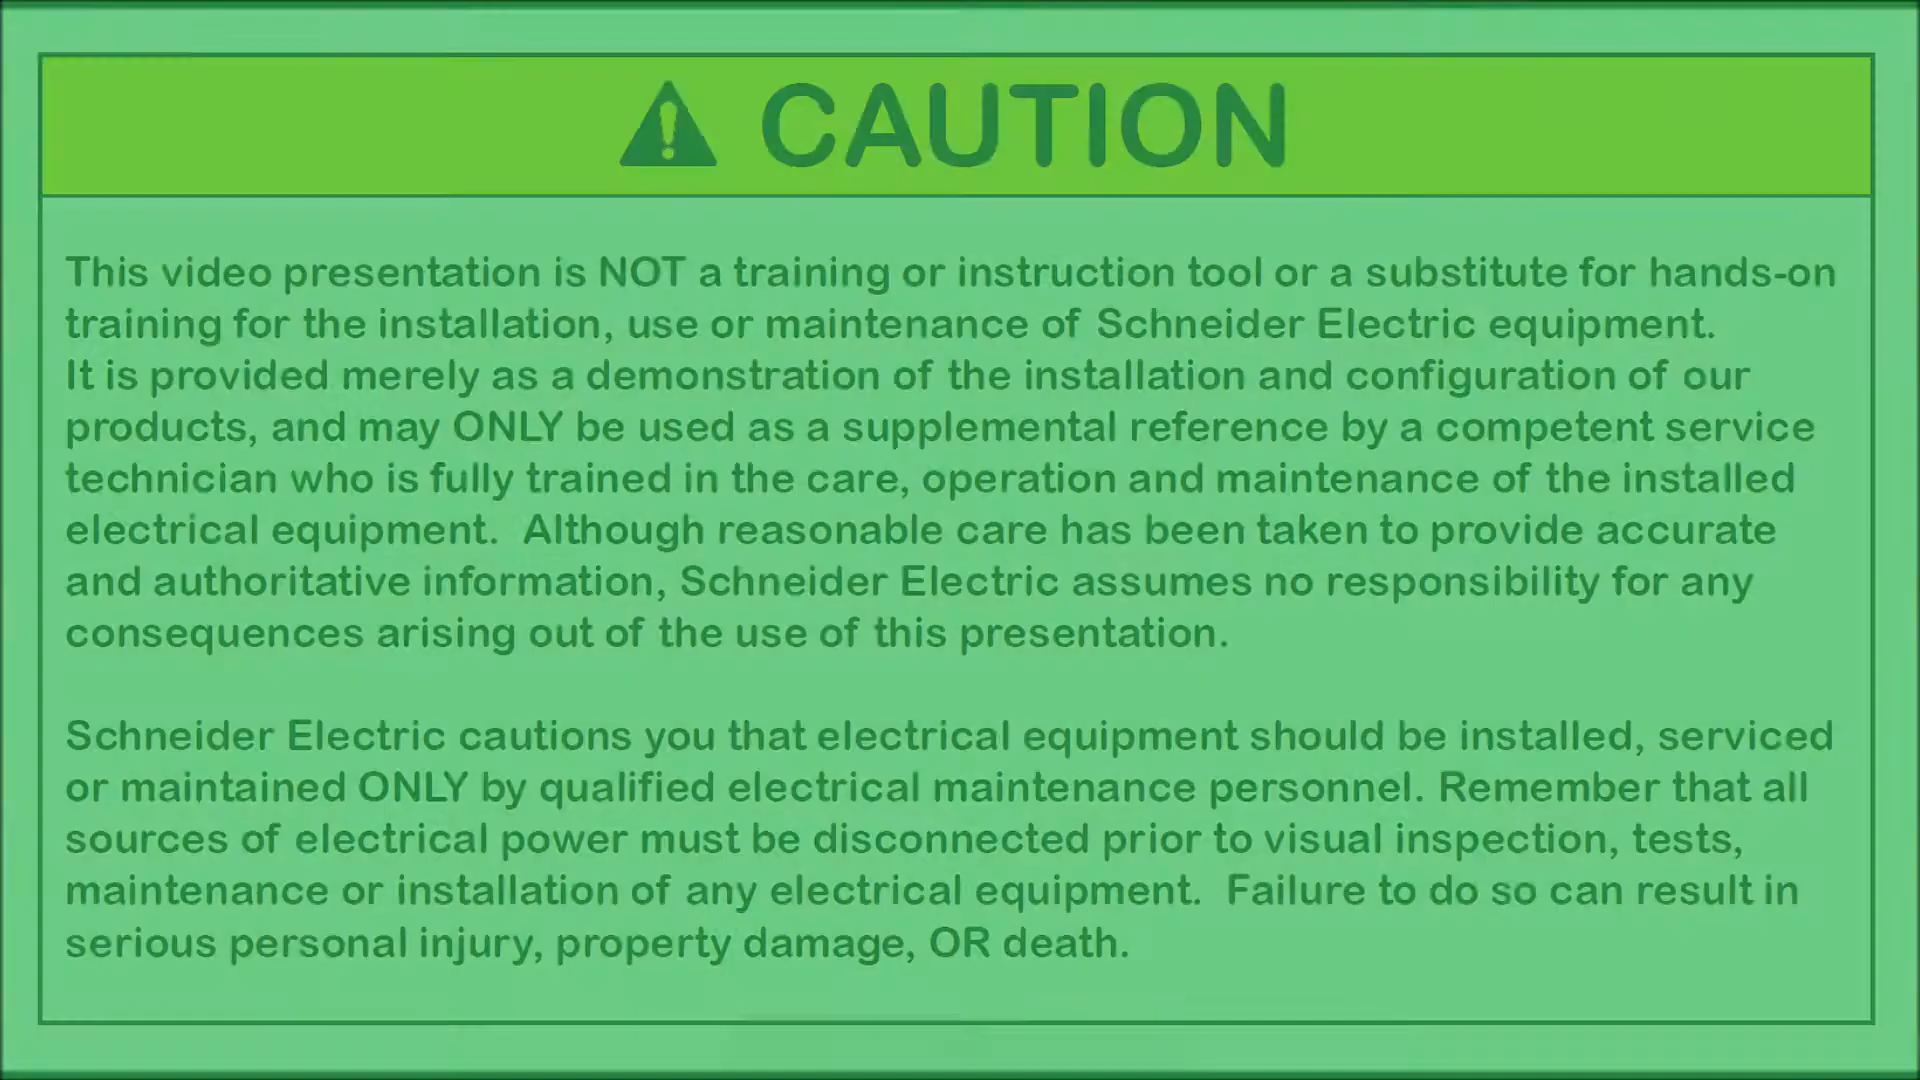 CAUTION
This video presentation is NOT a training or instruction tool or a substitute for hands-on
training for the installation, use or maintenance of Schneider Electric equipment.
It is provided merely as a demonstration of the installation and configuration of our
products, and may ONLY be used as a supplemental reference by a competent service
technician who is fully trained in the care, operation and maintenance of the installed
electrical equipment.  Although reasonable care has been taken to provide accurate
and authoritative information, Schneider Electric assumes no responsibility for any
consequences arising out of the use of this presentation.
Schneider Electric cautions you that electrical equipment should be installed, serviced
or maintained ONLY by qualified electrical maintenance personnel. Remember that all
sources of electrical power must be disconnected prior to visual inspection, tests,
maintenance or installation of any electrical equipment.  Failure to do so can result in
serious personal injury, property damage, OR death.